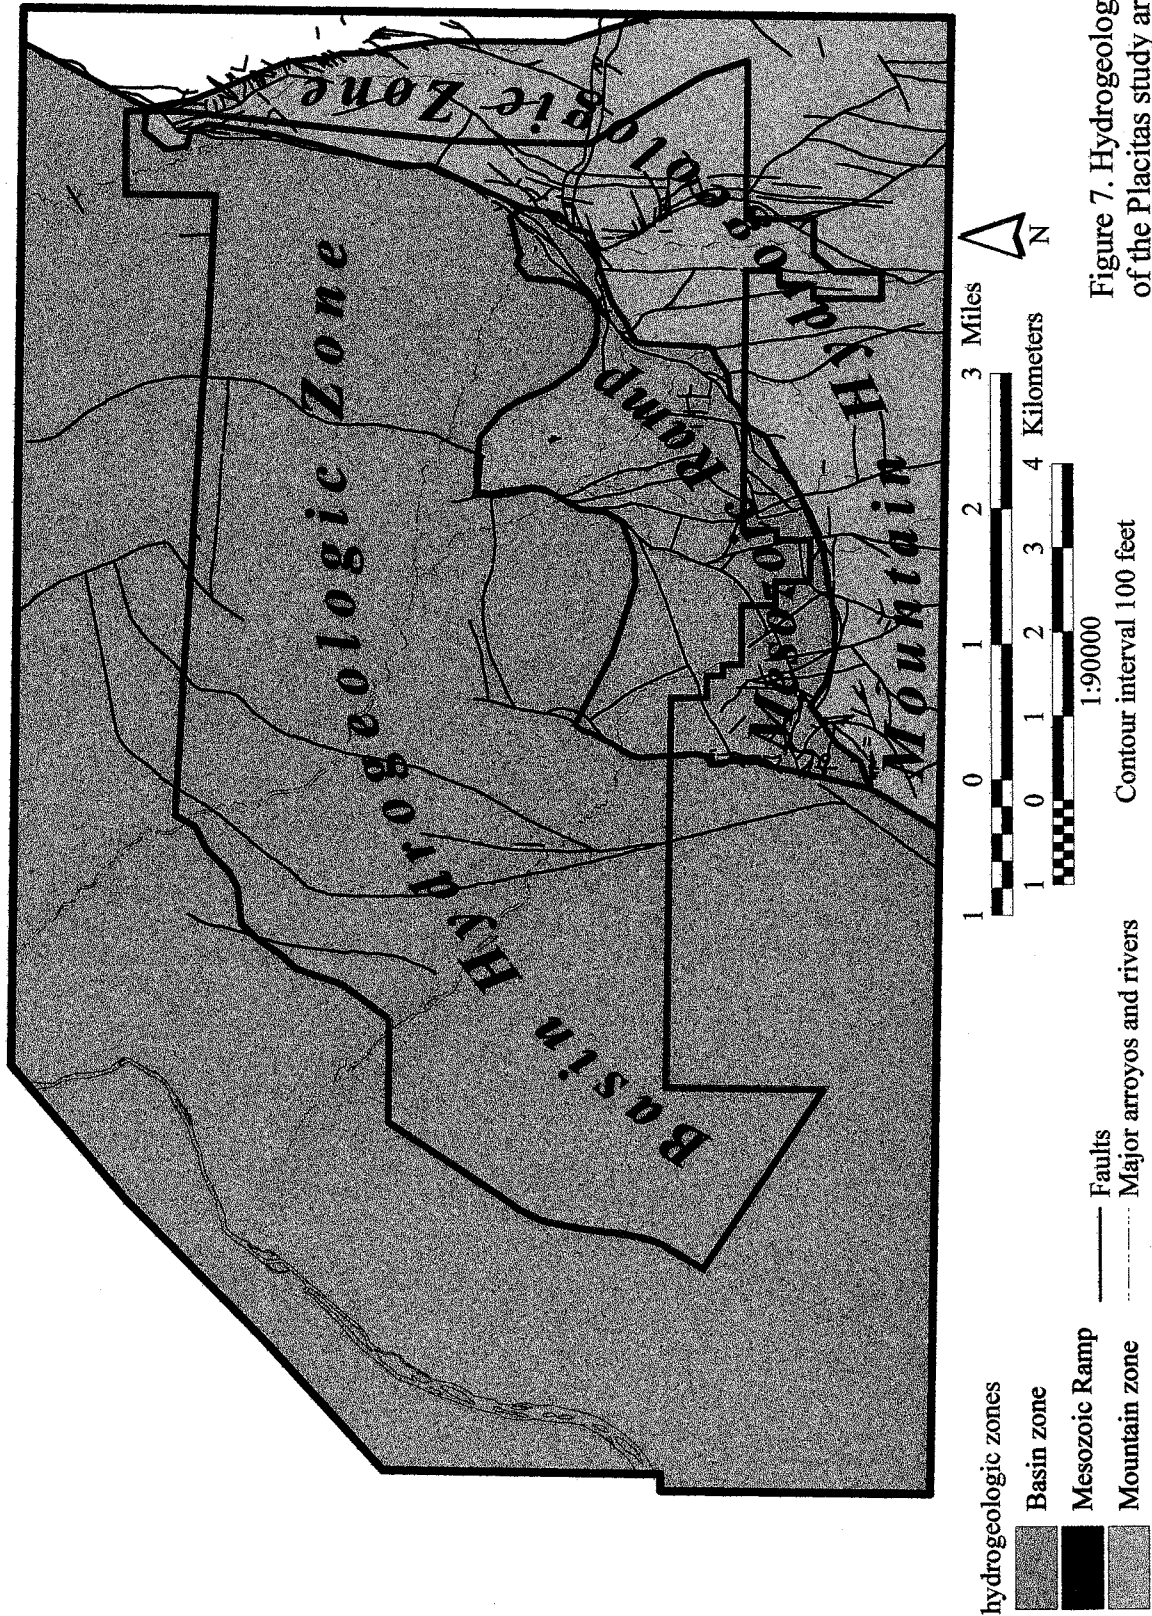 Basin Hydrogeologic Zone
Mesozoic Ramp
Mountain Hydrogeologic Zone
N
1 0 1 2 3 Miles
1 0 1 2 3 4 Kilometers
1:90000
Contour interval 100 feet
hydrogeologic zones
Basin zone
Mesozoic Ramp
Mountain zone
Faults
Major arroyos and rivers
Figure 7. Hydrogeolog
of the Placitas study ar